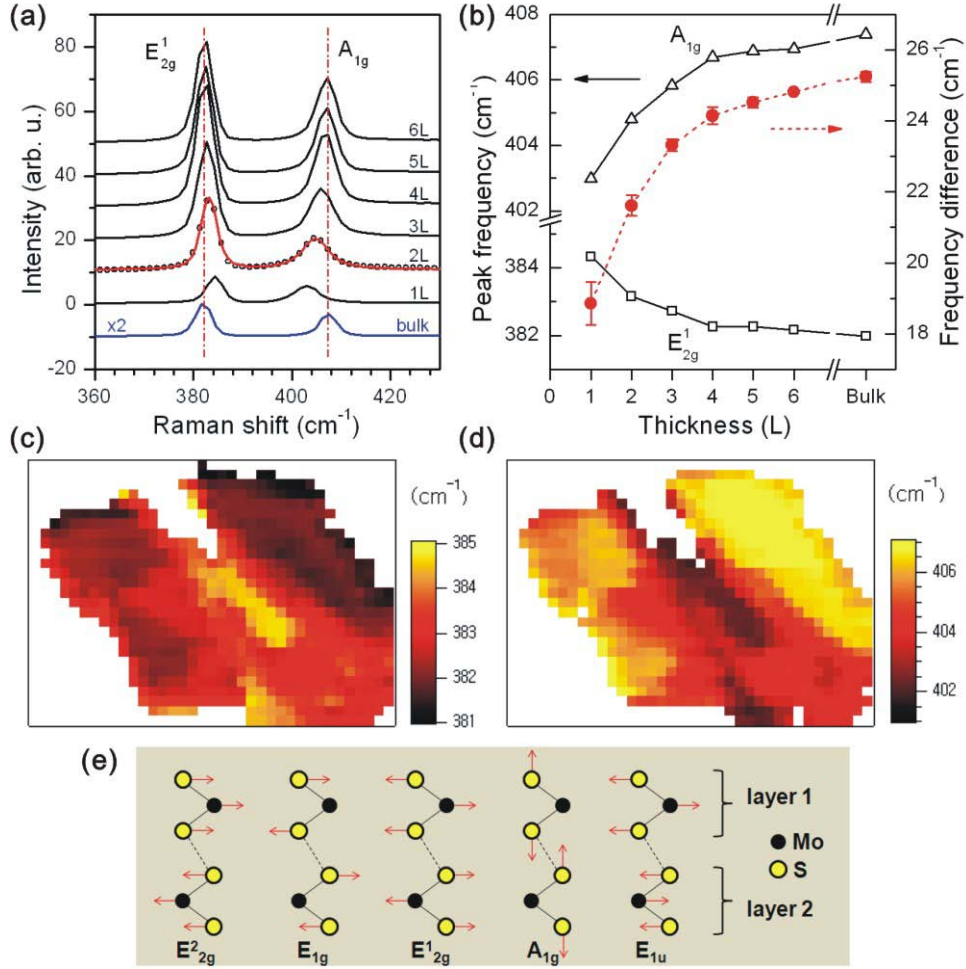 (a)
80
60
40
20
0
-20
Intensity (arb. u.)
E¹₂g
A₁g
6L
5L
4L
3L
2L
1L
x2
bulk
360
380
400
420
Raman shift (cm⁻¹)
(b)
408
406
404
402
384
382
Peak frequency (cm⁻¹)
A₁g
E¹₂g
26
24
22
20
18
Frequency difference (cm⁻¹)
0
1
2
3
4
5
6
Bulk
Thickness (L)
(c)
(cm⁻¹)
385
384
383
382
381
(d)
(cm⁻¹)
406
404
402
(e)
layer 1
Mo
S
layer 2
E²₂g
E₁g
E¹₂g
A₁g
E₁u